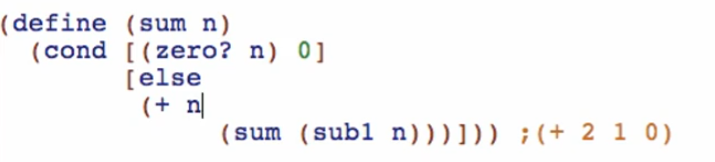 (define (sum n)
(cond [(zero? n) 0]
[else
(+ n
(sum (sub1 n)))])) ;(+ 2 1 0)